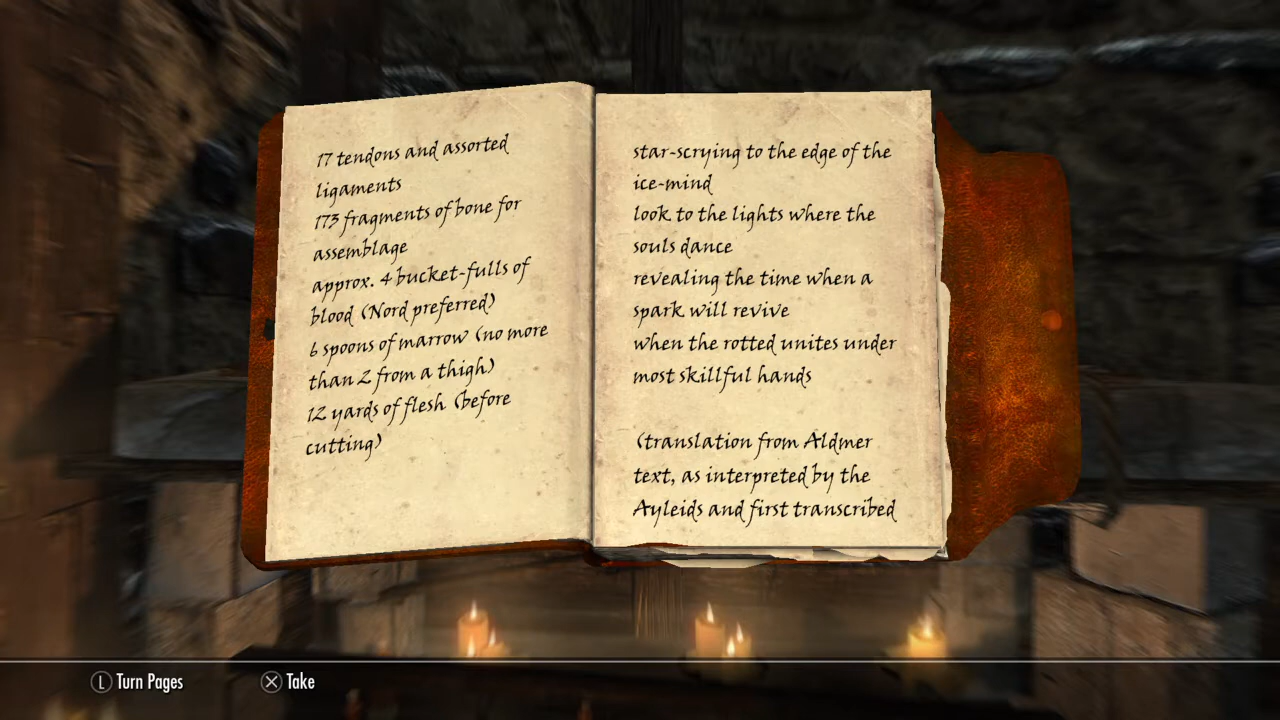 17 tendons and assorted
ligaments
173 fragments of bone for
assemblage
approx. 4 bucket-fulls of
blood (Nord preferred)
6 spoons of marrow (no more
than 2 from a thigh)
12 yards of flesh (before
cutting)
star-scrying to the edge of the
ice-mind
look to the lights where the
souls dance
revealing the time when a
spark will revive
when the rotted unites under
most skillful hands
(translation from Aldmer
text, as interpreted by the
Ayleids and first transcribed
L Turn Pages
X Take